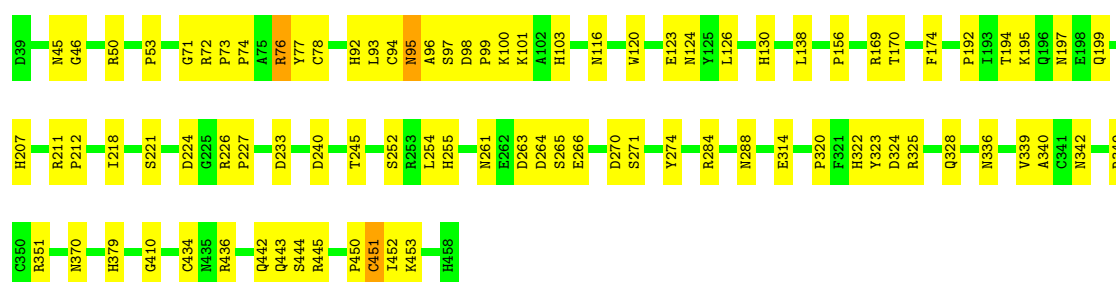 D39 N45 G46 R50 P53 G71 R72 P73 P74 A75 R76 Y77 C78 H92 L93 C94 N95 A96 S97 D98 P99 K100 K101 A102 H103 N116 W120 E123 N124 Y125 L126 H130 L138 P156 R169 T170 F174 P192 I193 T194 K195 Q196 N197 E198 Q199
H207 R211 P212 I218 S221 D224 G225 R226 P227 D233 D240 T245 S252 R253 L254 H255 N261 E262 D263 D264 S265 E266 D270 S271 Y274 R284 N288 E314 P320 F321 H322 Y323 D324 R325 Q328 N336 V339 A340 C341 N342
C350 R351 N370 H379 G410 C434 N435 R436 Q442 Q443 S444 R445 P450 C451 I452 K453 H458